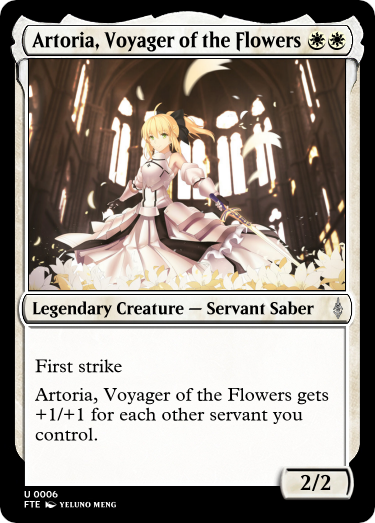 Artoria, Voyager of the Flowers
Legendary Creature — Servant Saber
First strike
Artoria, Voyager of the Flowers gets
+1/+1 for each other servant you
control.
2/2
U 0006
FTE YELUNO MENG